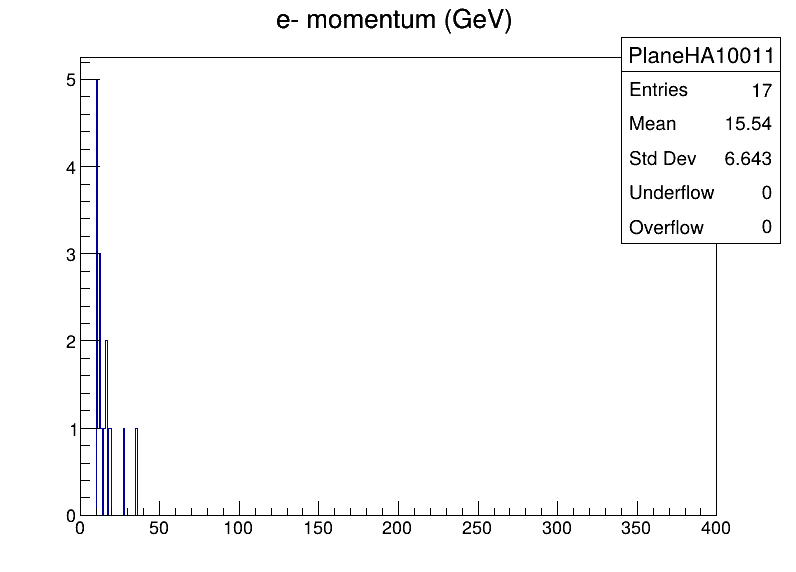 e- momentum (GeV)
PlaneHA10011
Entries 17
Mean 15.54
Std Dev 6.643
Underflow 0
Overflow 0
5
4
3
2
1
0
0 50 100 150 200 250 300 350 400